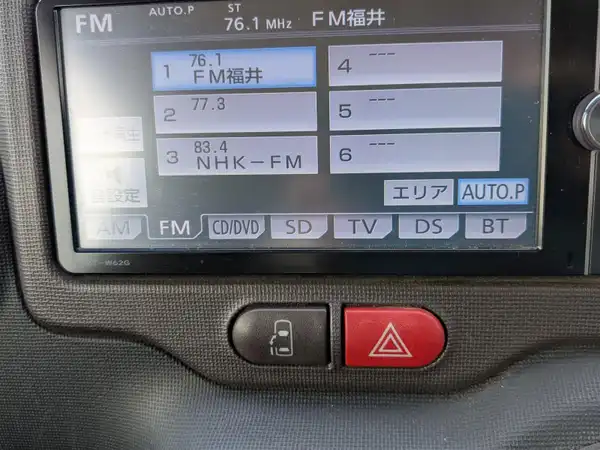 FM AUTO.P ST 76.1 MHz FM福井
1 76.1 FM福井
2 77.3
3 83.4 NHK-FM
4 ---
5 ---
6 ---
設定
エリア AUTO.P
AM FM CD/DVD SD TV DS BT
W62G